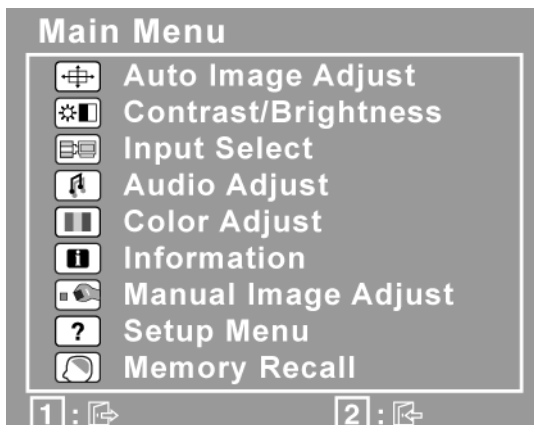 Main Menu
Auto Image Adjust
Contrast/Brightness
Input Select
Audio Adjust
Color Adjust
i Information
Manual Image Adjust
? Setup Menu
Memory Recall
1 : 2 :